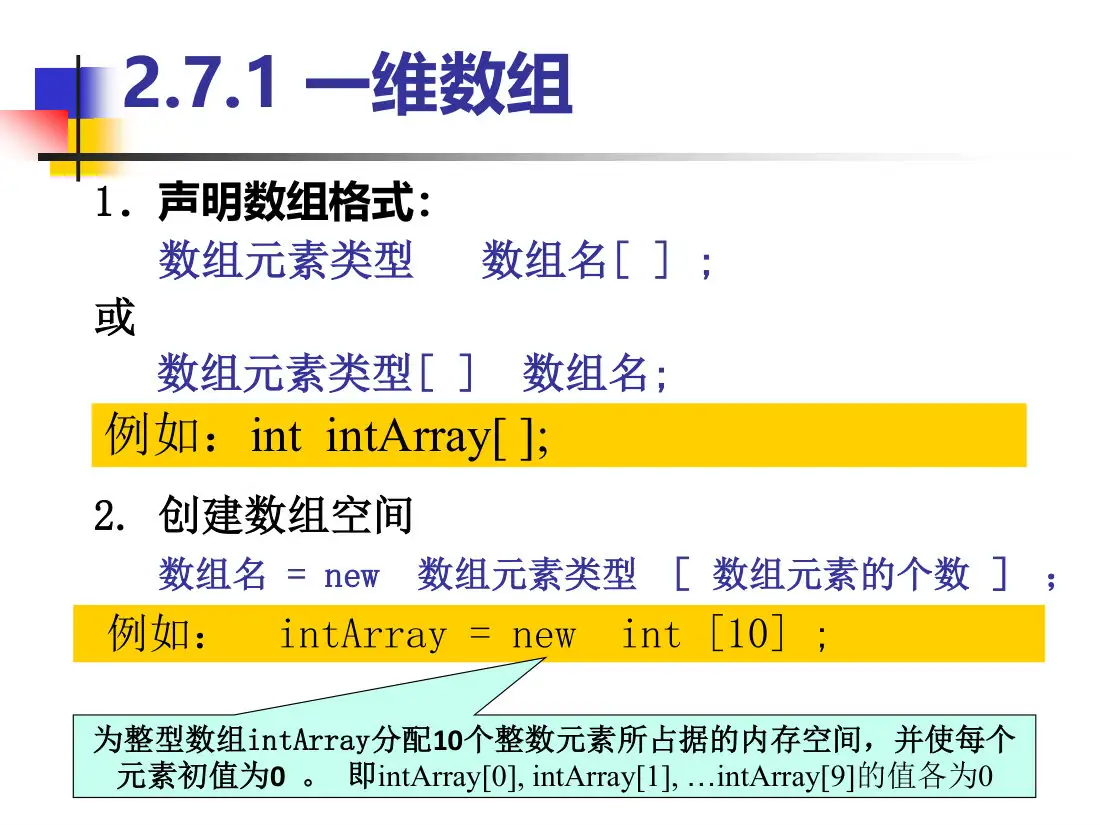 2.7.1 一维数组
1. 声明数组格式：
数组元素类型 数组名[ ] ;
或
数组元素类型[ ] 数组名;
例如：int intArray[ ];
2. 创建数组空间
数组名 = new 数组元素类型 [ 数组元素的个数 ] ；
例如： intArray = new int [10] ;
为整型数组intArray分配10个整数元素所占据的内存空间，并使每个
元素初值为0 。 即intArray[0], intArray[1], …intArray[9]的值各为0